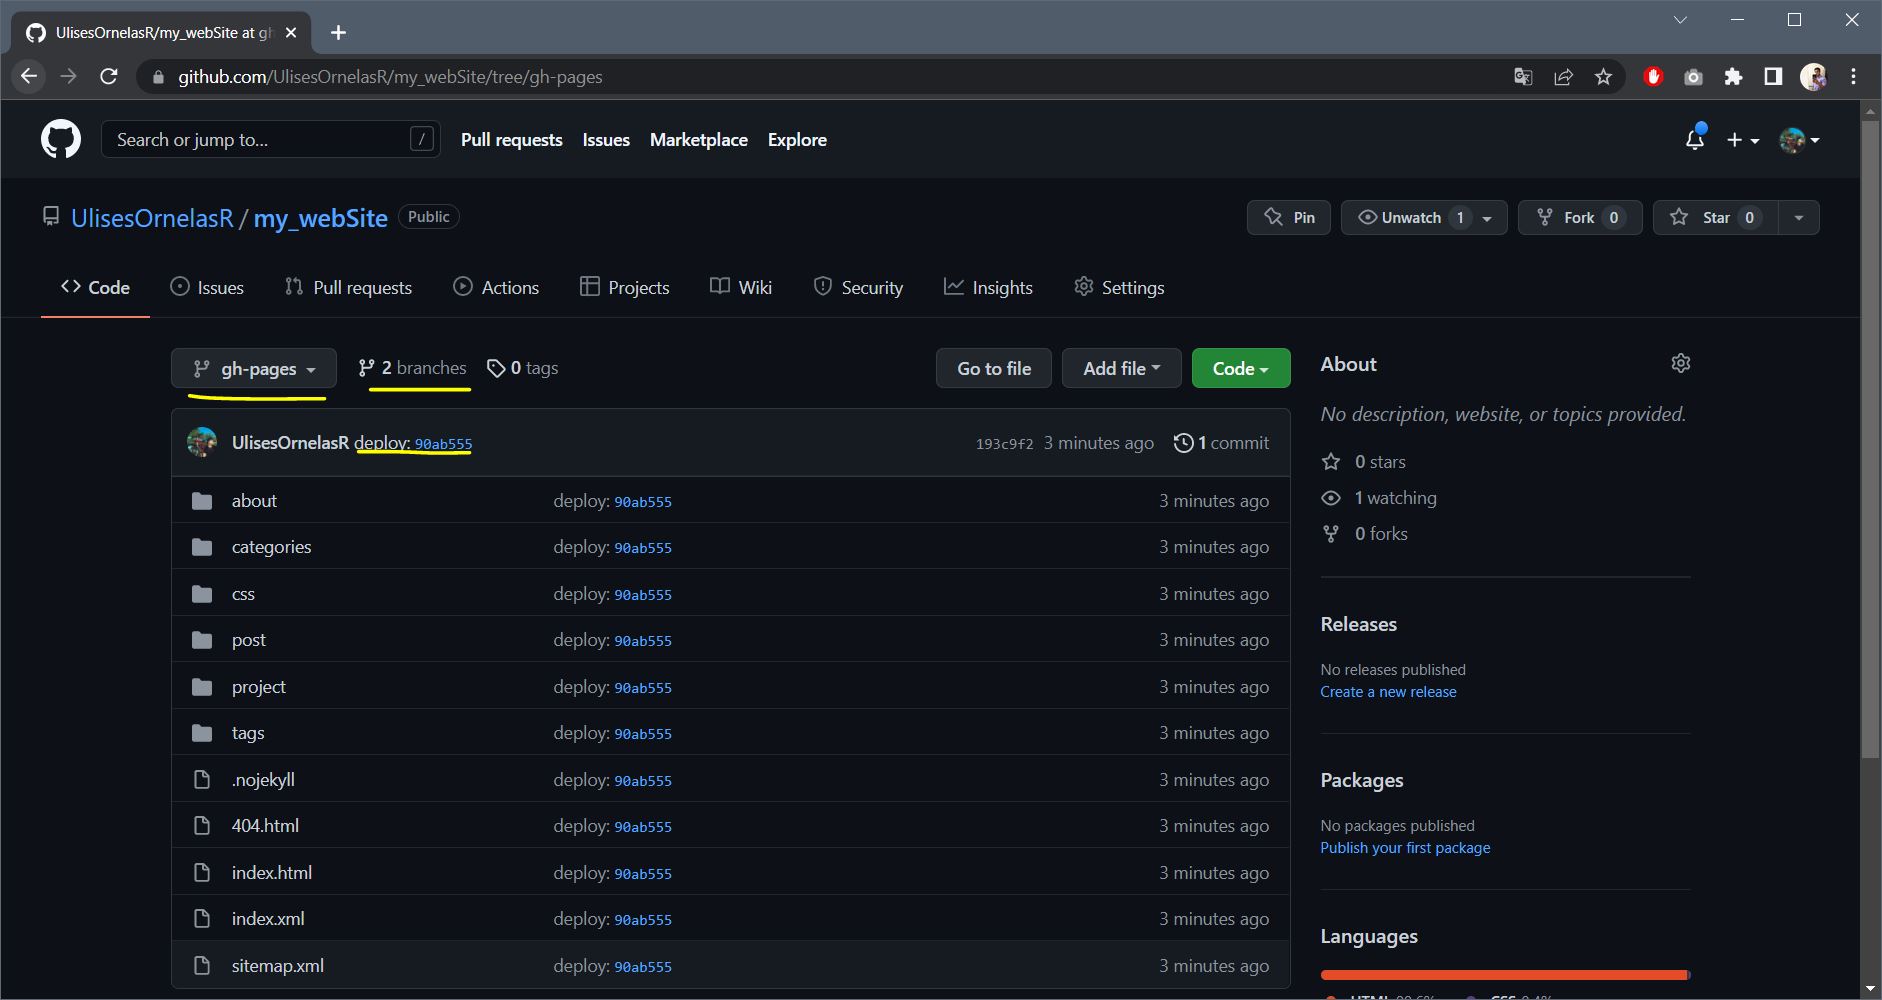 UlisesOrnelasR/my_webSite at gh
github.com/UlisesOrnelasR/my_webSite/tree/gh-pages
Search or jump to... /
Pull requests Issues Marketplace Explore
UlisesOrnelasR / my_webSite Public
Pin Unwatch 1 Fork 0 Star 0
Code Issues Pull requests Actions Projects Wiki Security Insights Settings
gh-pages 2 branches 0 tags Go to file Add file Code
UlisesOrnelasR deploy: 90ab555 193c9f2 3 minutes ago 1 commit
about deploy: 90ab555 3 minutes ago
categories deploy: 90ab555 3 minutes ago
css deploy: 90ab555 3 minutes ago
post deploy: 90ab555 3 minutes ago
project deploy: 90ab555 3 minutes ago
tags deploy: 90ab555 3 minutes ago
.nojekyll deploy: 90ab555 3 minutes ago
404.html deploy: 90ab555 3 minutes ago
index.html deploy: 90ab555 3 minutes ago
index.xml deploy: 90ab555 3 minutes ago
sitemap.xml deploy: 90ab555 3 minutes ago
About
No description, website, or topics provided.
0 stars
1 watching
0 forks
Releases
No releases published
Create a new release
Packages
No packages published
Publish your first package
Languages
HTML CSS